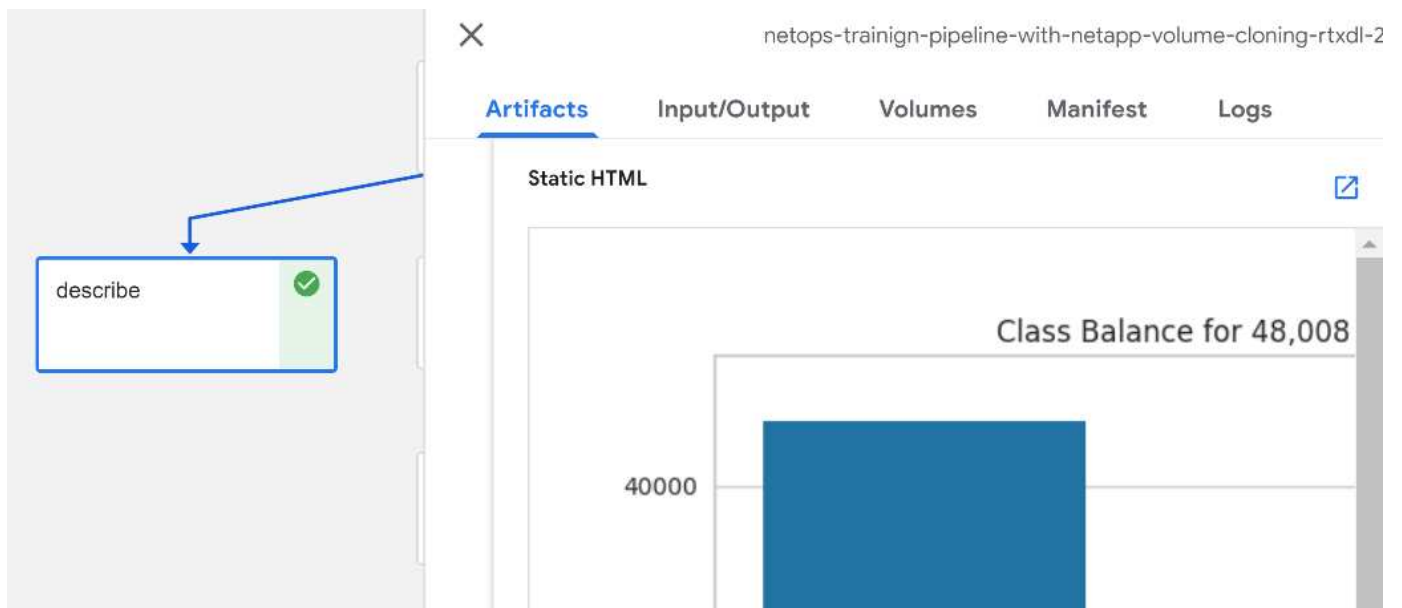 netops-trainign-pipeline-with-netapp-volume-cloning-rtxdl-2
Artifacts Input/Output Volumes Manifest Logs
Static HTML
describe
Class Balance for 48,008
40000